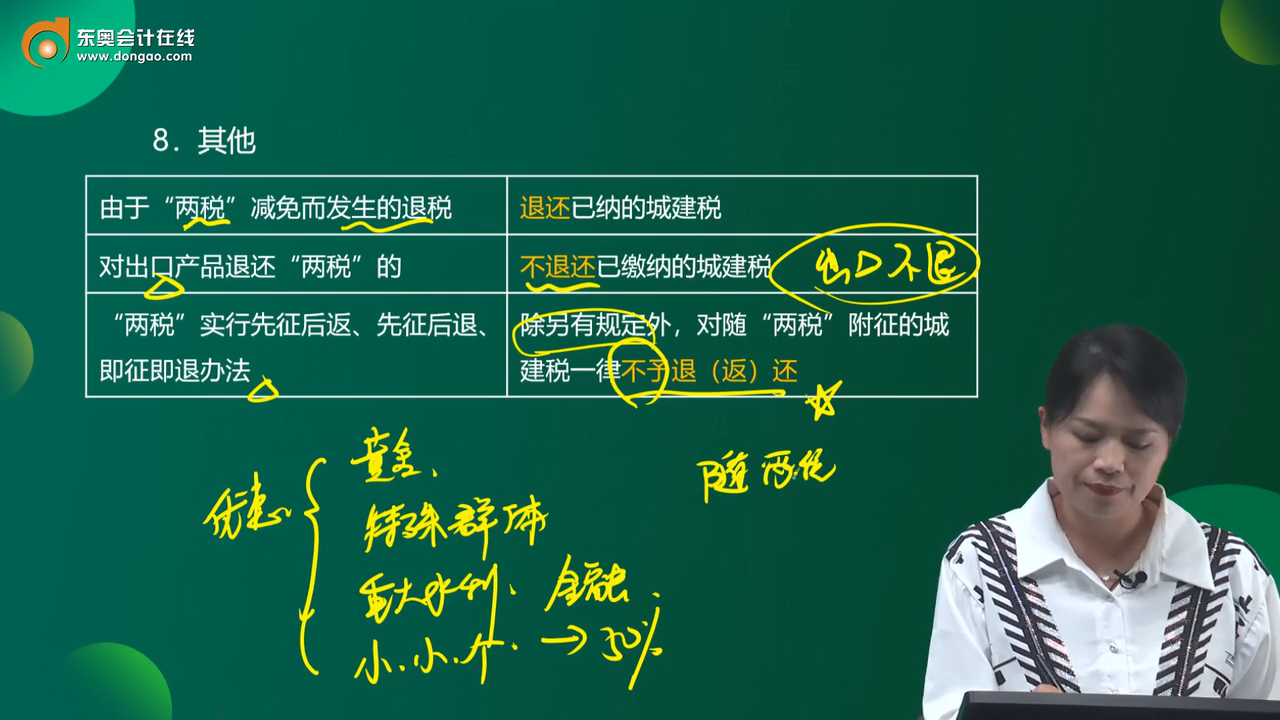 东奥会计在线
www.dongao.com
8. 其他
由于“两税”减免而发生的退税
退还已纳的城建税
对出口产品退还“两税”的
不退还已缴纳的城建税
出口不退
“两税”实行先征后返、先征后退、
即征即退办法
除另有规定外，对随“两税”附征的城
建税一律不予退（返）还
随两税
优惠
黄金、
特殊群体
重大水利、金融、
小、小、个、→50%